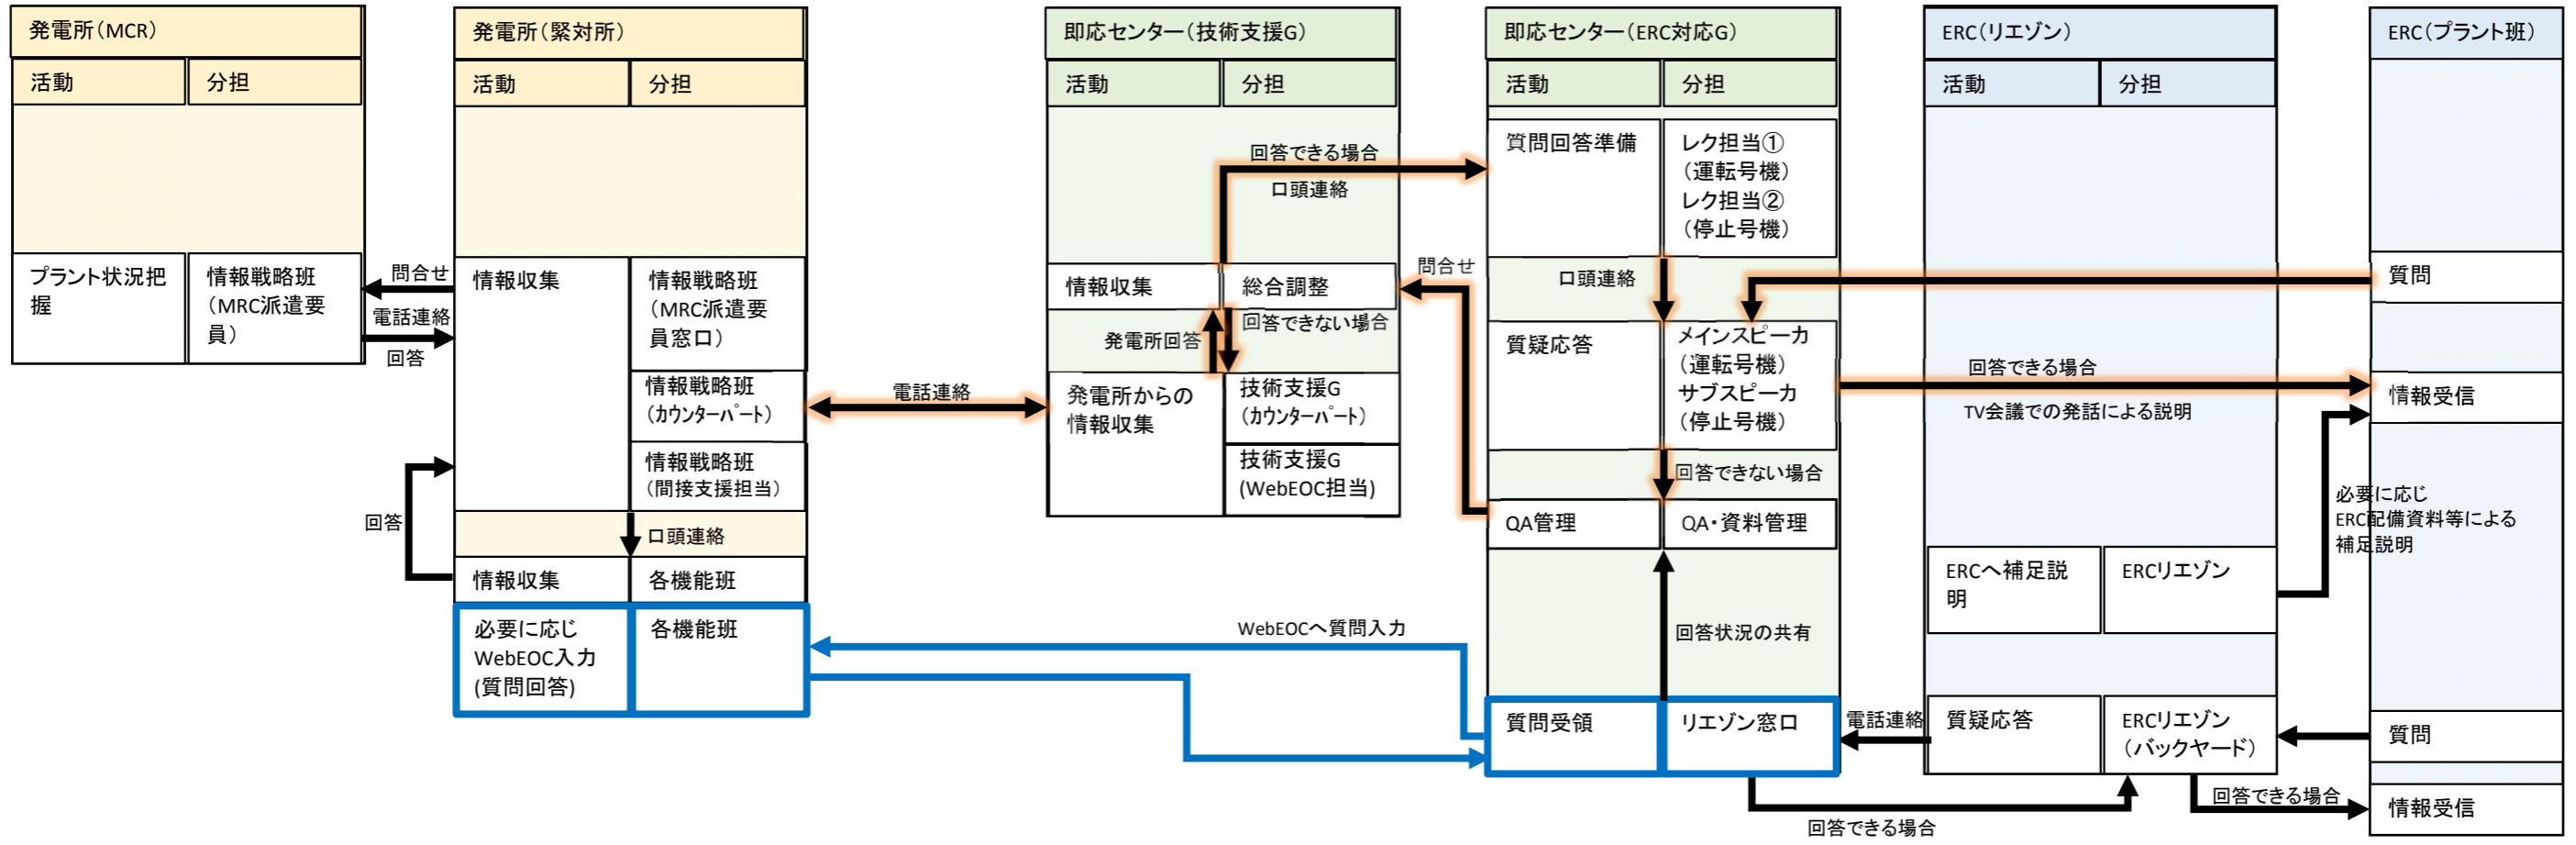 発電所（MCR）
活動
分担
プラント状況把
握
情報戦略班
（MRC派遣要
員）
問合せ
電話連絡
回答
発電所（緊対所）
活動
分担
情報収集
情報戦略班
（MRC派遣要
員窓口）
情報戦略班
（カウンターパート）
情報戦略班
（間接支援担当）
回答
口頭連絡
情報収集
各機能班
必要に応じ
WebEOC入力
(質問回答)
各機能班
電話連絡
即応センター（技術支援G）
活動
分担
回答できる場合
口頭連絡
情報収集
総合調整
発電所回答
回答できない場合
発電所からの
情報収集
技術支援G
（カウンターパート）
技術支援G
(WebEOC担当)
問合せ
WebEOCへ質問入力
即応センター（ERC対応G）
活動
分担
質問回答準備
レク担当①
（運転号機）
レク担当②
（停止号機）
口頭連絡
質疑応答
メインスピーカ
（運転号機）
サブスピーカ
（停止号機）
回答できない場合
QA管理
QA・資料管理
回答状況の共有
質問受領
リエゾン窓口
電話連絡
回答できる場合
ERC（リエゾン）
活動
分担
回答できる場合
TV会議での発話による説明
ERCへ補足説
明
ERCリエゾン
質疑応答
ERCリエゾン
（バックヤード）
回答できる場合
ERC（プラント班）
質問
情報受信
必要に応じ
ERC配備資料等による
補足説明
質問
情報受信